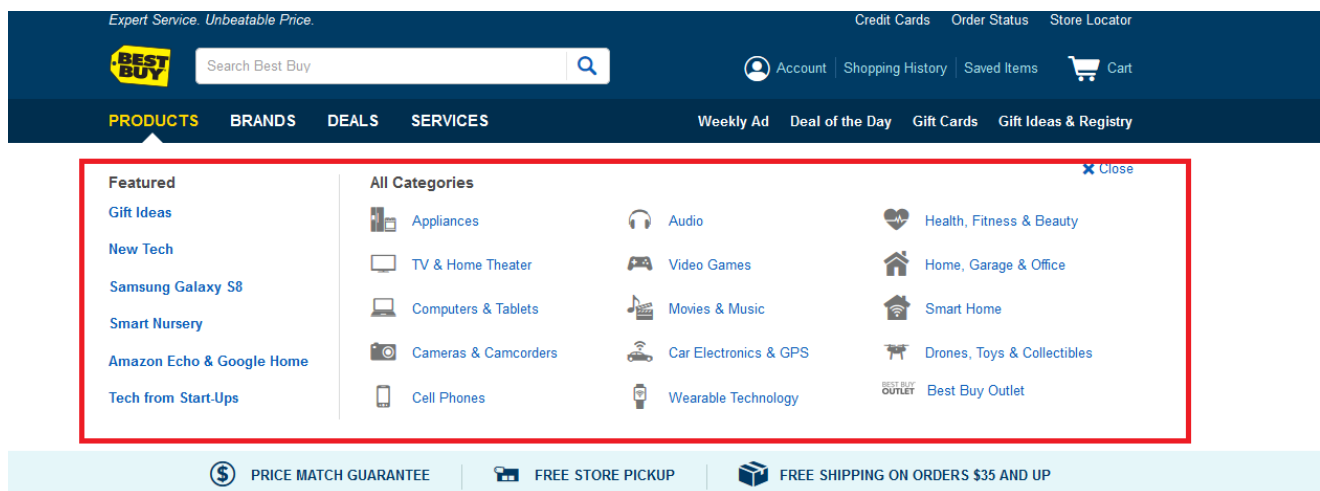 Expert Service. Unbeatable Price.
Credit Cards Order Status Store Locator
BEST BUY
Search Best Buy
Account Shopping History Saved Items Cart
PRODUCTS BRANDS DEALS SERVICES
Weekly Ad Deal of the Day Gift Cards Gift Ideas & Registry
Close
Featured
Gift Ideas
New Tech
Samsung Galaxy S8
Smart Nursery
Amazon Echo & Google Home
Tech from Start-Ups
All Categories
Appliances
TV & Home Theater
Computers & Tablets
Cameras & Camcorders
Cell Phones
Audio
Video Games
Movies & Music
Car Electronics & GPS
Wearable Technology
Health, Fitness & Beauty
Home, Garage & Office
Smart Home
Drones, Toys & Collectibles
BEST BUY OUTLET Best Buy Outlet
PRICE MATCH GUARANTEE FREE STORE PICKUP FREE SHIPPING ON ORDERS $35 AND UP